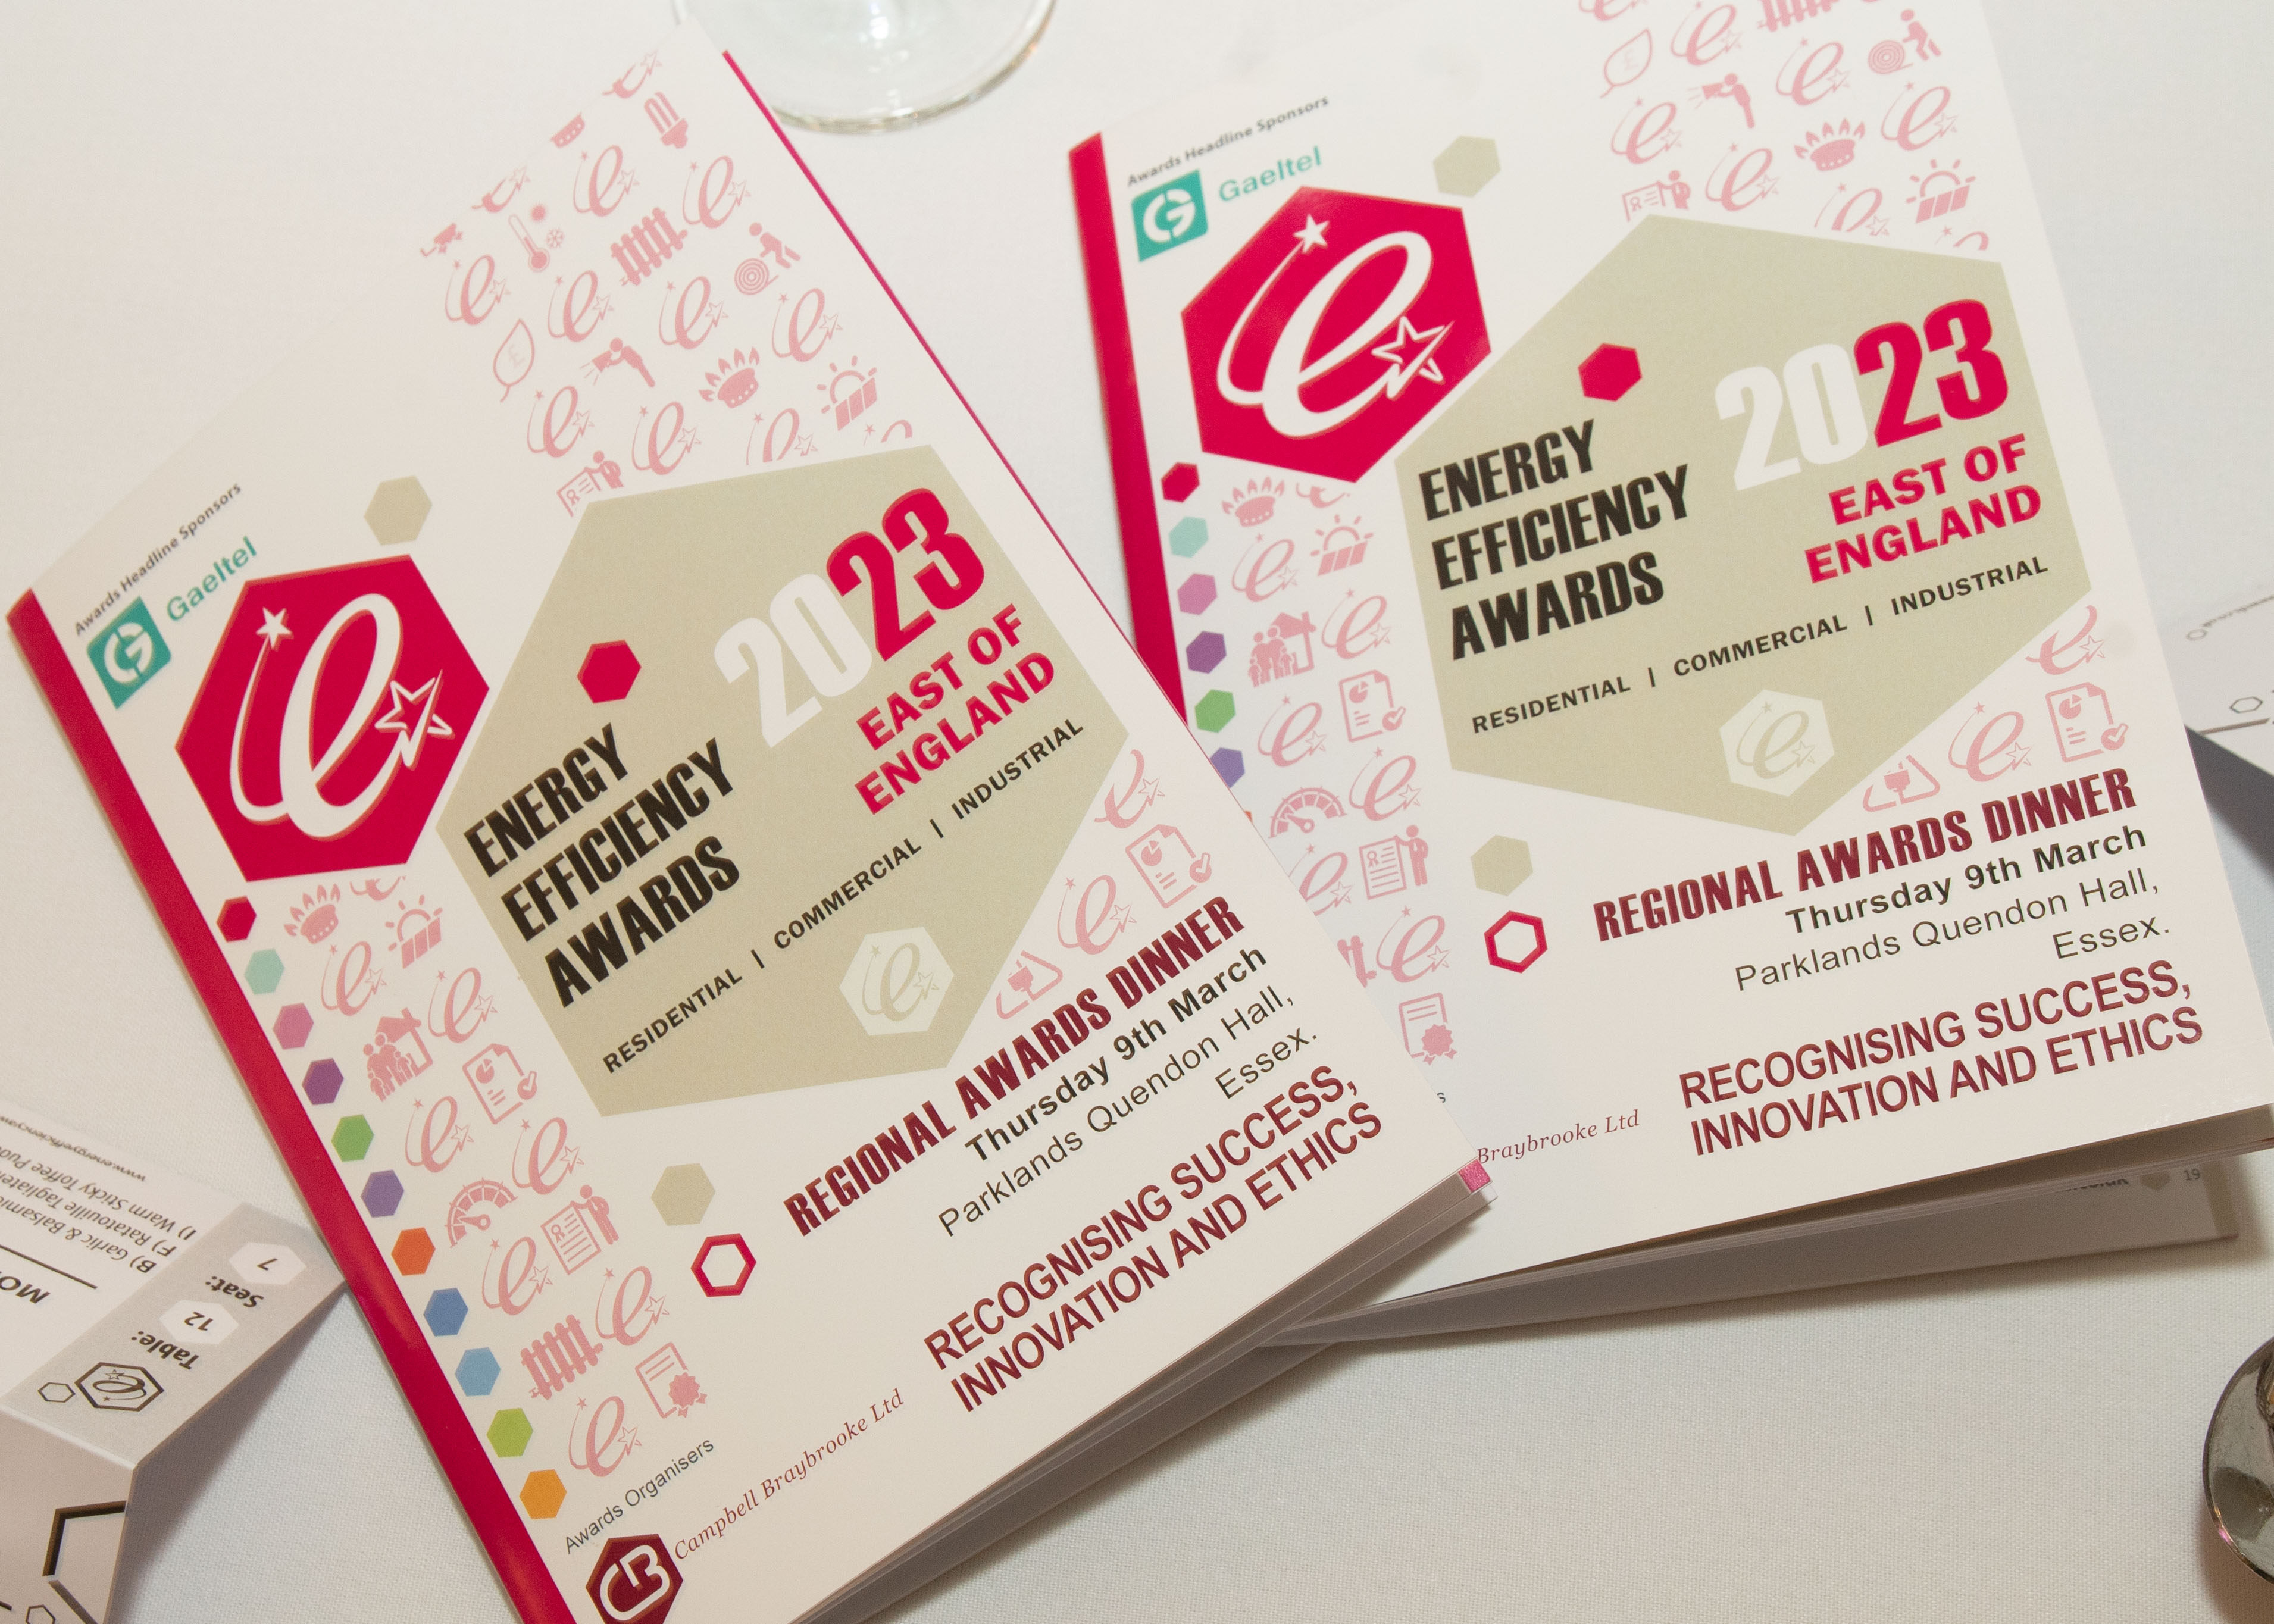 Awards Headline Sponsors
Gaeltel
2023
EAST OF
ENGLAND
ENERGY
EFFICIENCY
AWARDS
RESIDENTIAL | COMMERCIAL | INDUSTRIAL
REGIONAL AWARDS DINNER
Thursday 9th March
Parklands Quendon Hall,
Essex.
RECOGNISING SUCCESS,
INNOVATION AND ETHICS
Awards Organisers
CB
Campbell Braybrooke Ltd
Awards Headline Sponsors
Gaeltel
2023
EAST OF
ENGLAND
ENERGY
EFFICIENCY
AWARDS
RESIDENTIAL | COMMERCIAL | INDUSTRIAL
REGIONAL AWARDS DINNER
Thursday 9th March
Parklands Quendon Hall,
Essex.
RECOGNISING SUCCESS,
INNOVATION AND ETHICS
Braybrooke Ltd
19
Table: 12
Seat: 7
B) Garlic & Balsamic
F) Ratatouille
I) Warm Sticky Toffee